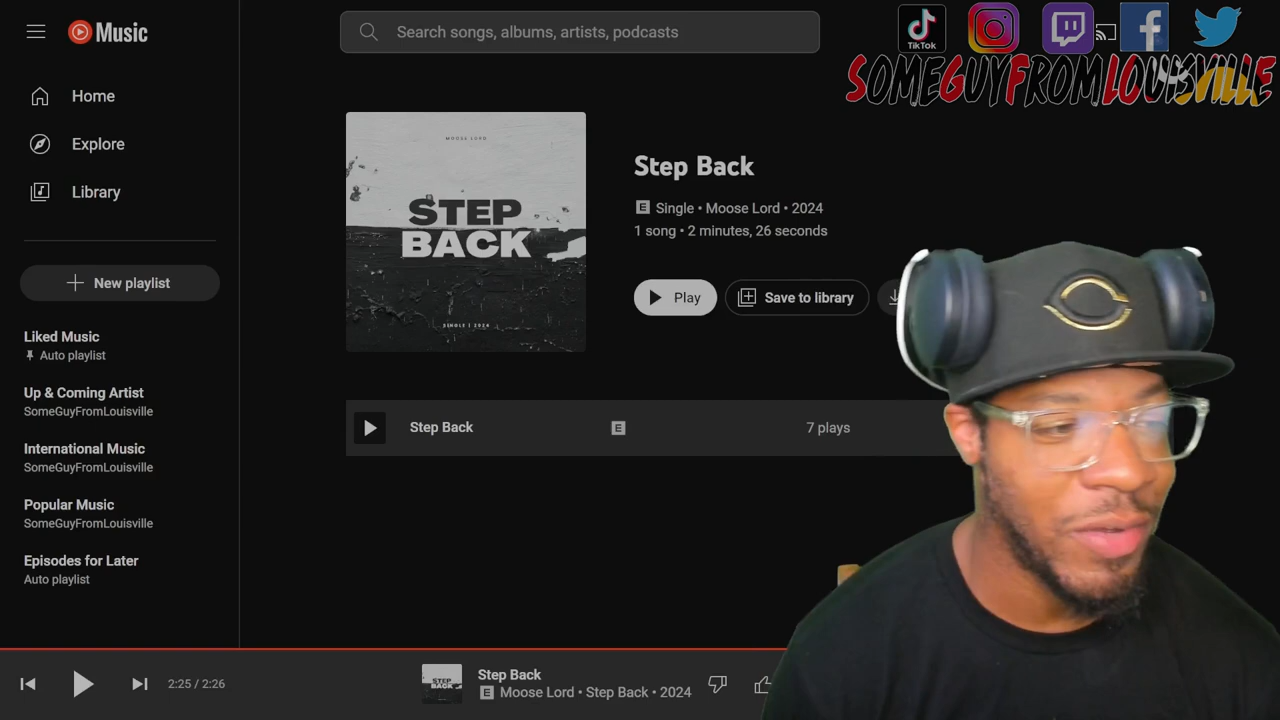 Music
Search songs, albums, artists, podcasts
TikTok
SOMEGUYFROMLOUISVILLE
Home
Explore
Library
New playlist
Liked Music
Auto playlist
Up & Coming Artist
SomeGuyFromLouisville
International Music
SomeGuyFromLouisville
Popular Music
SomeGuyFromLouisville
Episodes for Later
Auto playlist
MOOSE LORD
STEP
BACK
SINGLE | 2024
Step Back
E Single • Moose Lord • 2024
1 song • 2 minutes, 26 seconds
Play
Save to library
Step Back E 7 plays
2:25 / 2:26
STEP
BACK
Step Back
E Moose Lord • Step Back • 2024